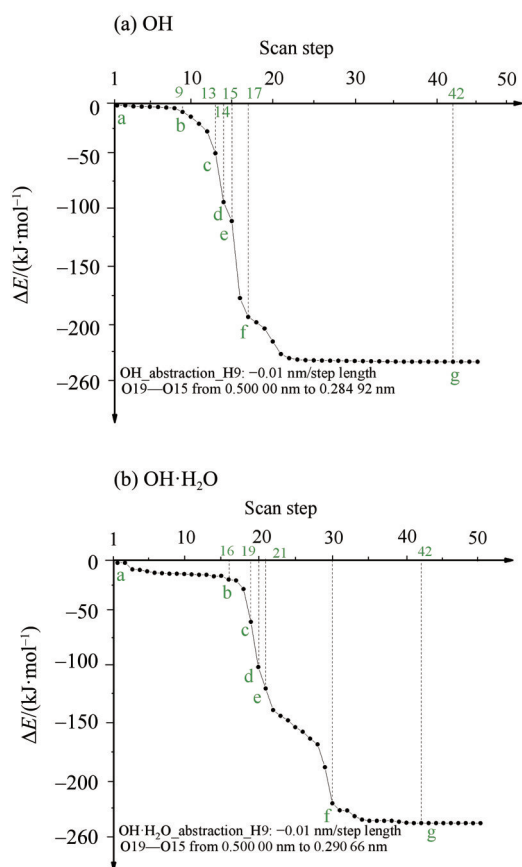 (a) OH
Scan step
1 10 20 30 40 50
9 13 15 17 42
14
0
−50
−100
−150
−200
−260
ΔE/(kJ·mol⁻¹)
a
b
c
d
e
f
g
OH_abstraction_H9: −0.01 nm/step length
O19—O15 from 0.500 00 nm to 0.284 92 nm
(b) OH·H₂O
Scan step
1 10 20 30 40 50
16 19 21 42
0
−50
−100
−150
−200
−260
ΔE/(kJ·mol⁻¹)
a
b
c
d
e
f
g
OH·H₂O_abstraction_H9: −0.01 nm/step length
O19—O15 from 0.500 00 nm to 0.290 66 nm